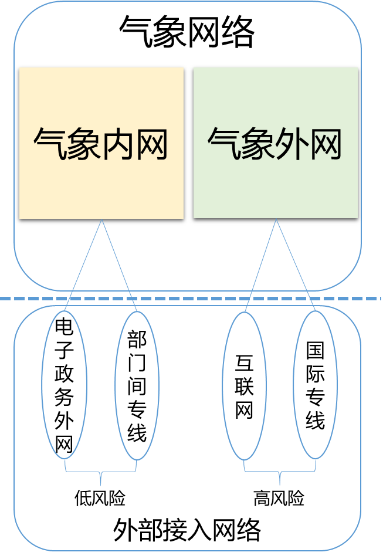 气象网络
气象内网
气象外网
电子政务外网
部门间专线
互联网
国际专线
低风险
高风险
外部接入网络